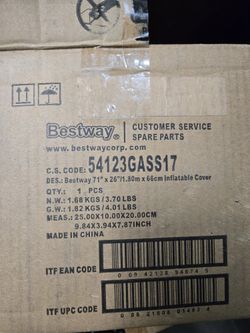 Bestway®
CUSTOMER SERVICE
SPARE PARTS
www.bestwaycorp.com
C.S. CODE: 54123GASS17
DES.: Bestway 71" x 26"/1.80m x 66cm Inflatable Cover
QTY: 1 PCS
N.W.: 1.68 KGS/3.70 LBS
G.W.: 1.82 KGS/4.01 LBS
MEAS.: 25.00X10.00X20.00CM
9.84X3.94X7.87INCH
MADE IN CHINA
ITF EAN CODE
ITF UPC CODE